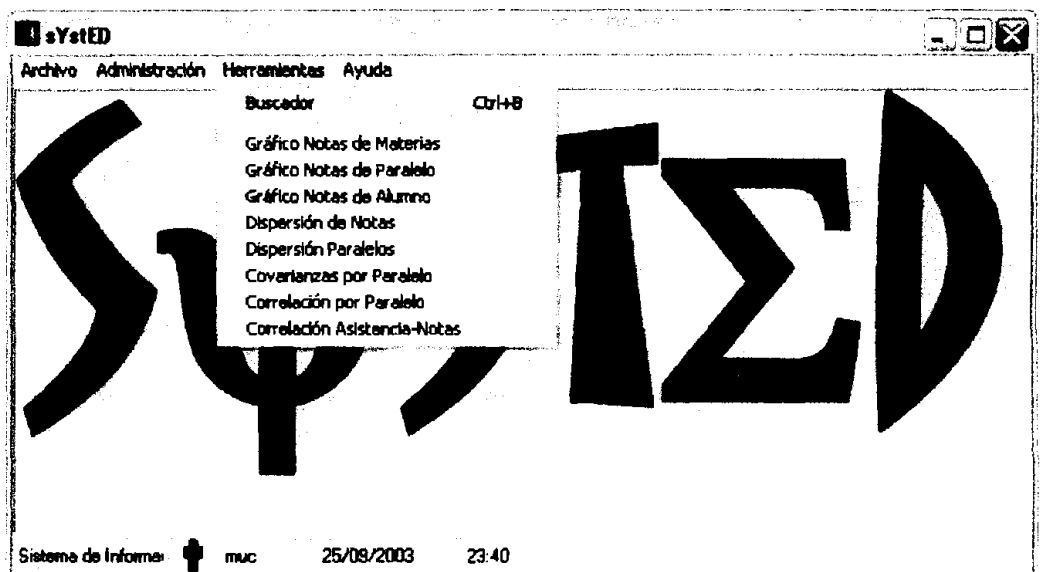 sYstED
Archivo Administración Herramientas Ayuda
Buscador Ctrl+B
Gráfico Notas de Materias
Gráfico Notas de Paralelo
Gráfico Notas de Alumno
Dispersión de Notas
Dispersión Paralelos
Covarianzas por Paralelo
Correlación por Paralelo
Correlación Asistencia-Notas
SΨSTΣD
Sistema de Informa muc 25/09/2003 23:40